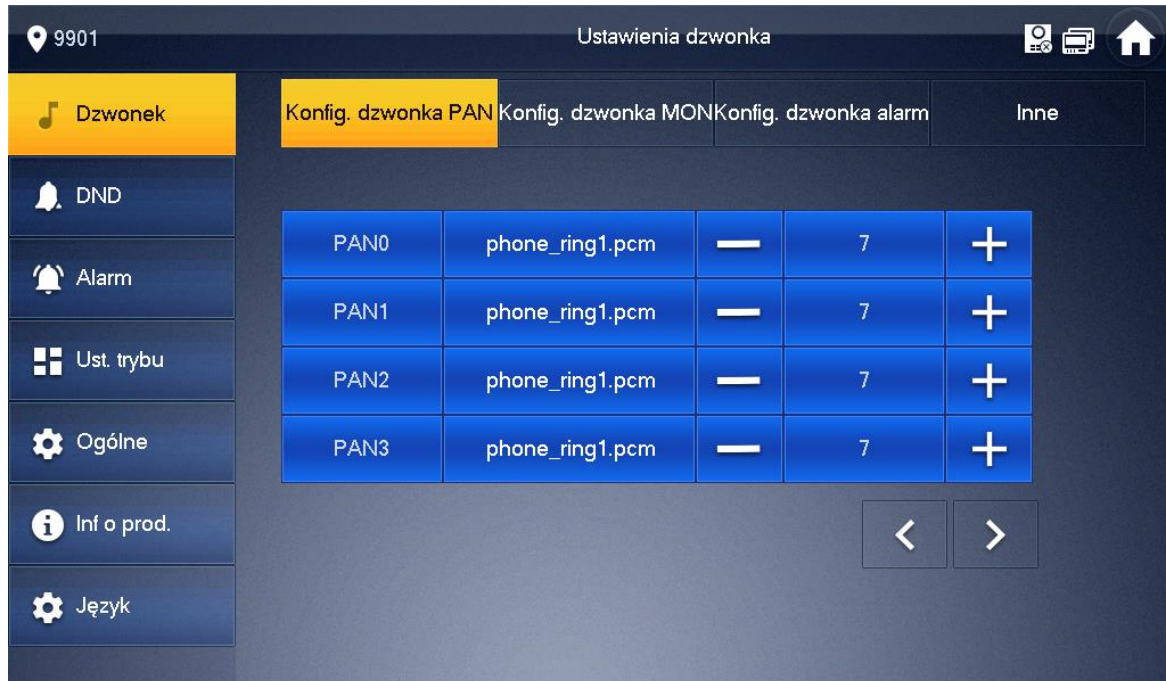 9901 Ustawienia dzwonka
Dzwonek
DND
Alarm
Ust. trybu
Ogólne
Inf o prod.
Język
Konfig. dzwonka PAN Konfig. dzwonka MON Konfig. dzwonka alarm Inne
PAN0 phone_ring1.pcm 7
PAN1 phone_ring1.pcm 7
PAN2 phone_ring1.pcm 7
PAN3 phone_ring1.pcm 7